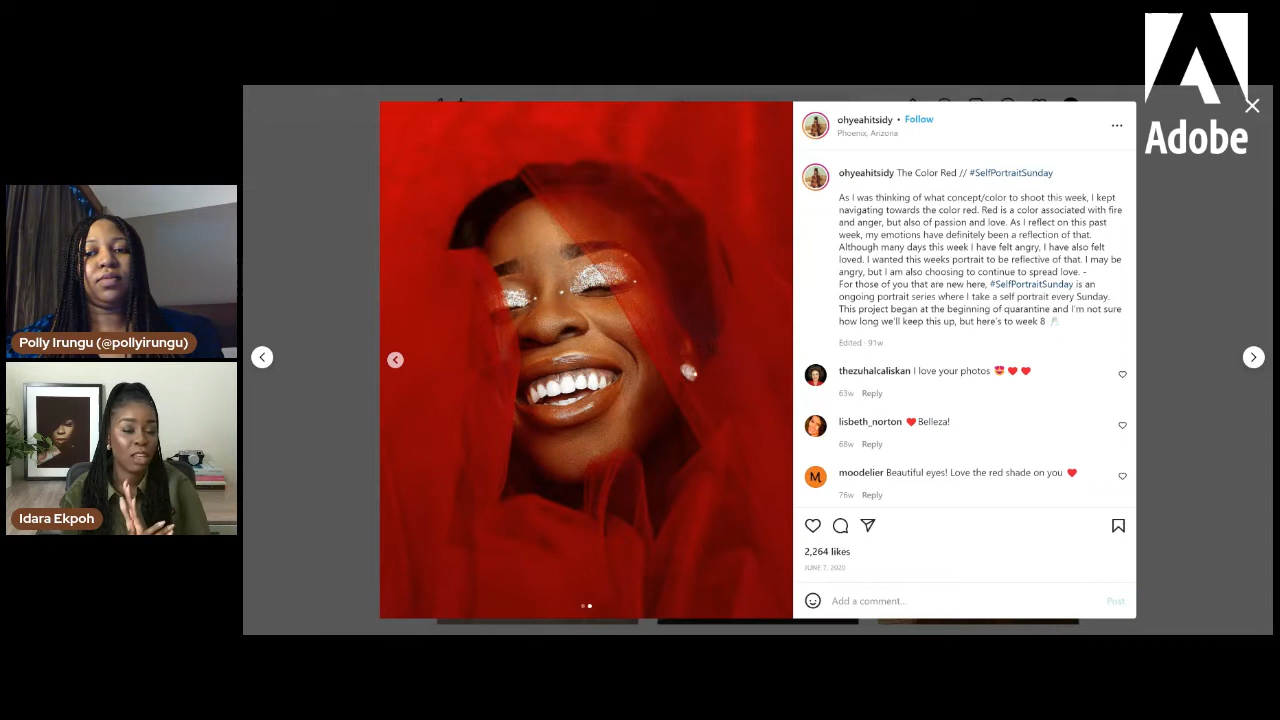 Adobe
Polly Irungu (@pollyirungu)
Idara Ekpoh
ohyeahitsidy • Follow
Phoenix, Arizona
ohyeahitsidy The Color Red // #SelfPortraitSunday
As I was thinking of what concept/color to shoot this week, I kept
navigating towards the color red. Red is a color associated with fire
and anger, but also of passion and love. As I reflect on this past
week, my emotions have definitely been a reflection of that.
Although many days this week I have felt angry, I have also felt
loved. I wanted this weeks portrait to be reflective of that. I may be
angry, but I am also choosing to continue to spread love. -
For those of you that are new here, #SelfPortraitSunday is an
ongoing portrait series where I take a self portrait every Sunday.
This project began at the beginning of quarantine and I'm not sure
how long we'll keep this up, but here's to week 8
Edited · 91w
thezuhalcaliskan I love your photos 😍❤️❤️
63w Reply
lisbeth_norton ❤️Belleza!
68w Reply
M
moodelier Beautiful eyes! Love the red shade on you ❤️
76w Reply
2,264 likes
JUNE 7, 2020
Add a comment...
Post